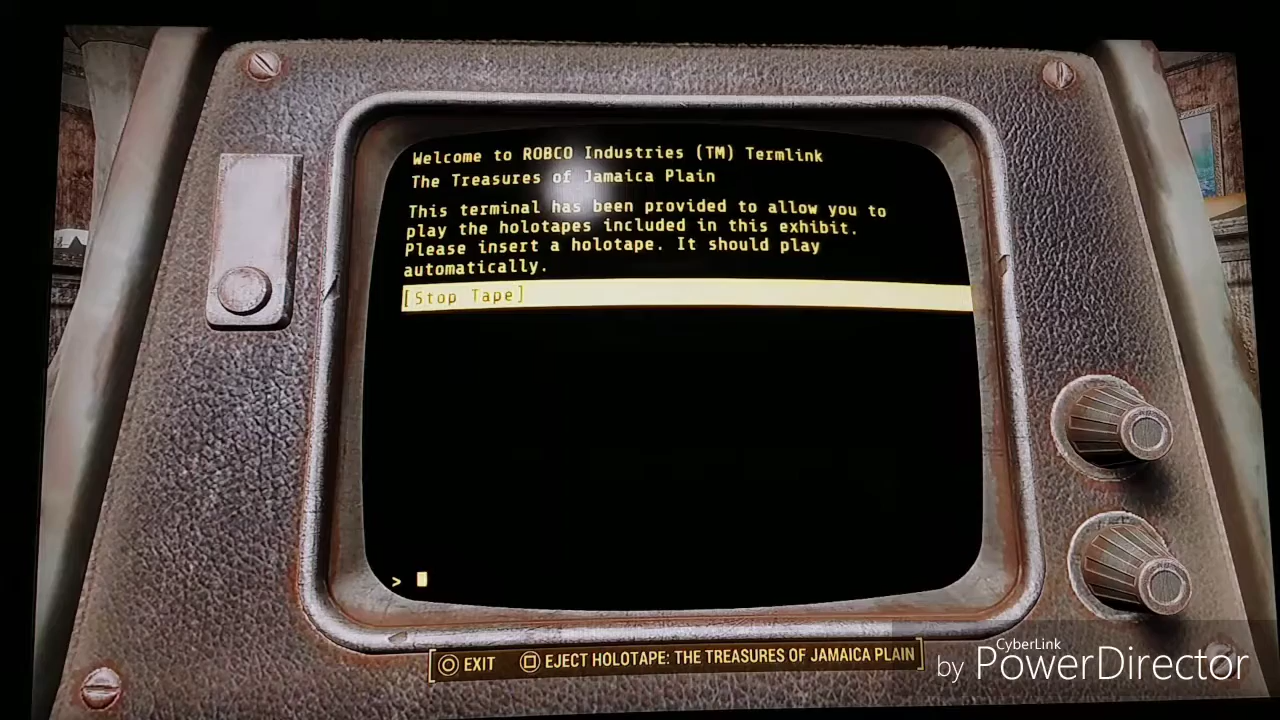 Welcome to ROBCO Industries (TM) Termlink
The Treasures of Jamaica Plain
This terminal has been provided to allow you to
play the holotapes included in this exhibit.
Please insert a holotape. It should play
automatically.
[Stop Tape]
>
EXIT EJECT HOLOTAPE: THE TREASURES OF JAMAICA PLAIN
CyberLink
by PowerDirector